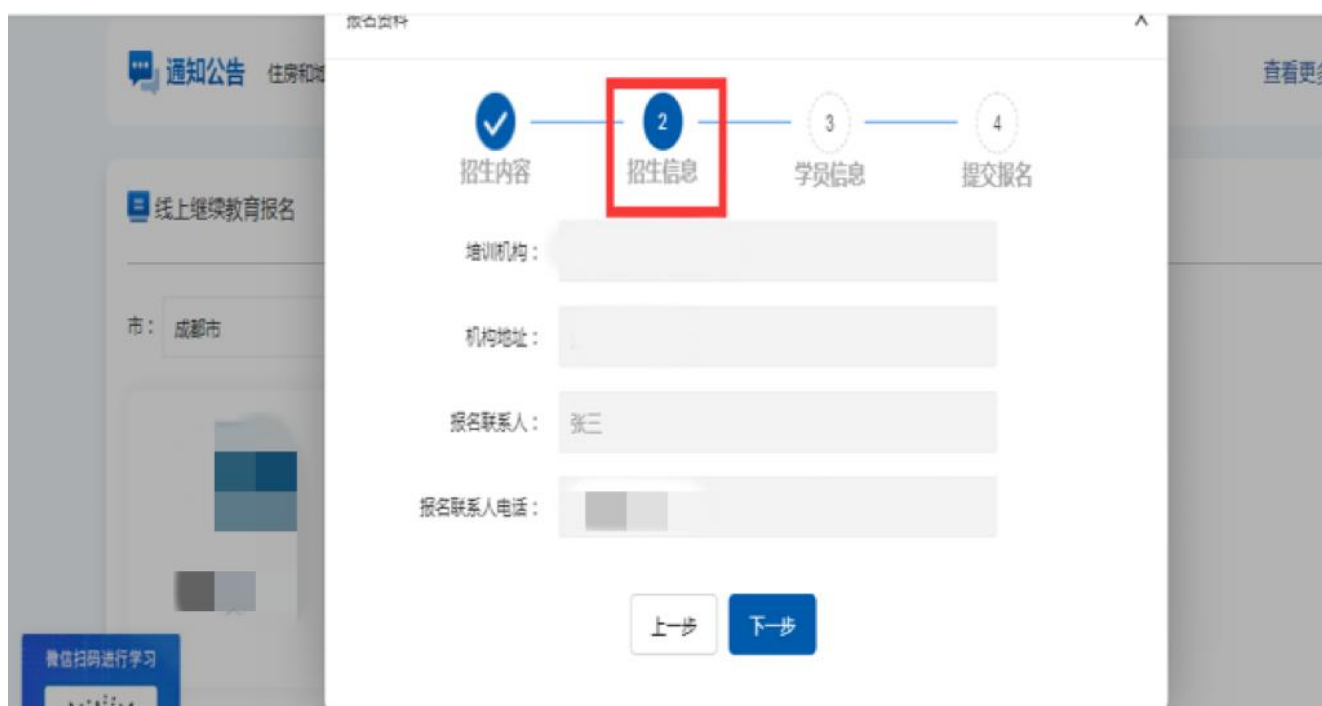 报名资料
通知公告
住房和城
查看更多
2
3
4
招生内容
招生信息
学员信息
提交报名
线上继续教育报名
培训机构：
市：
成都市
机构地址：
报名联系人：
张三
报名联系人电话：
上一步
下一步
微信扫码进行学习